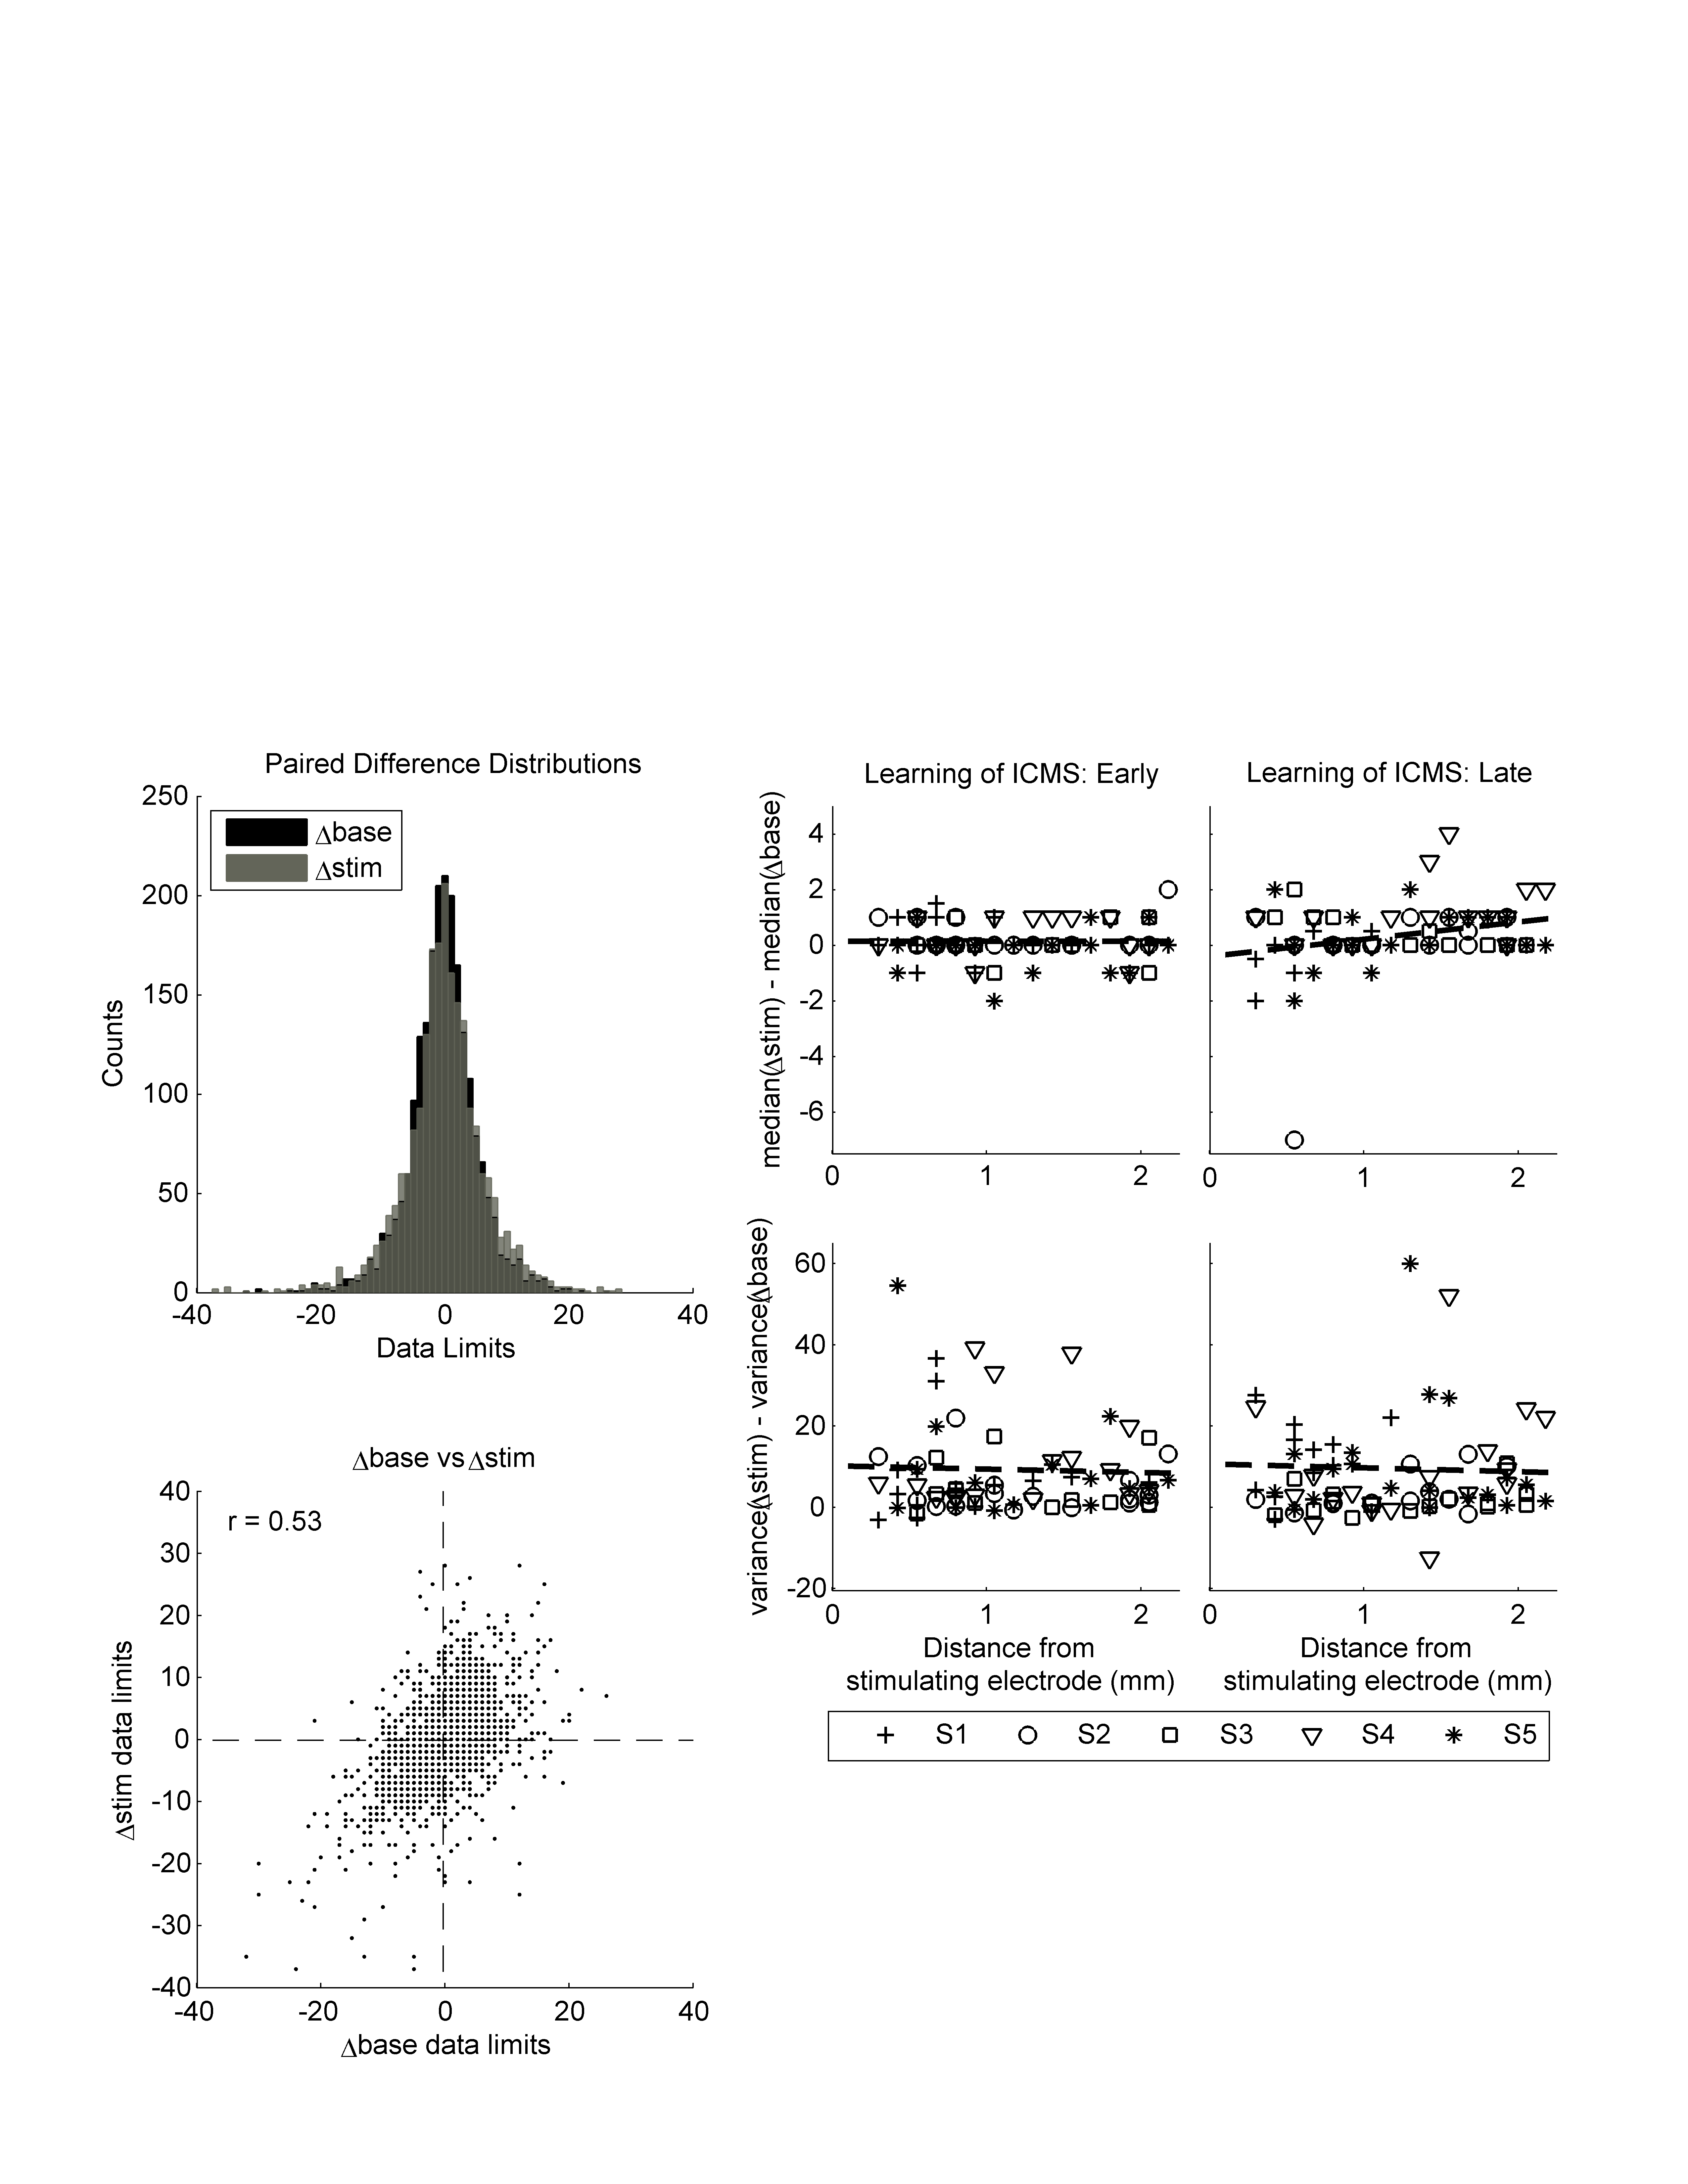 Paired Difference Distributions
250
200
150
100
50
0
Counts
Δbase
Δstim
-40 -20 0 20 40
Data Limits
Δbase vs Δstim
r = 0.53
40
30
20
10
0
-10
-20
-30
-40
Δstim data limits
-40 -20 0 20 40
Δbase data limits
Learning of ICMS: Early
Learning of ICMS: Late
median(Δstim) - median(Δbase)
4
2
0
-2
-4
-6
0 1 2
0 1 2
variance(Δstim) - variance(Δbase)
60
40
20
0
-20
0 1 2
0 1 2
Distance from
stimulating electrode (mm)
Distance from
stimulating electrode (mm)
S1 S2 S3 S4 S5